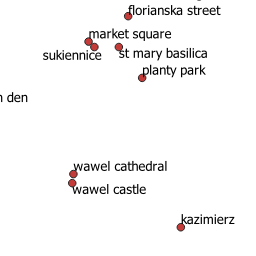 florianska street
market square
sukiennice
st mary basilica
planty park
n den
wawel cathedral
wawel castle
kazimierz